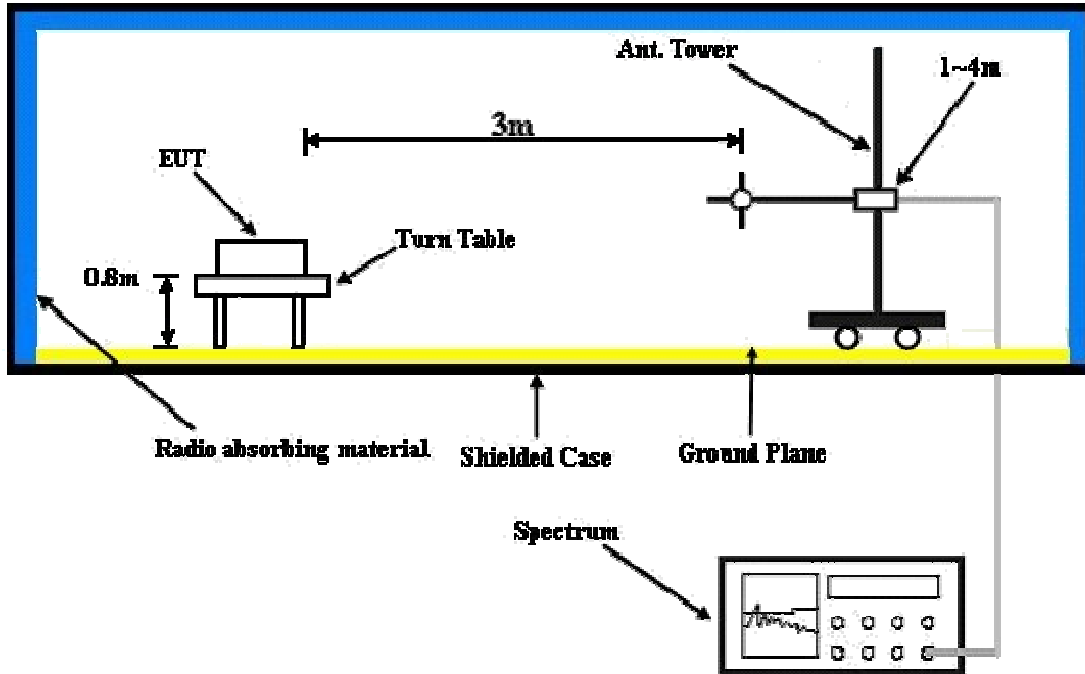 Ant. Tower
1~4m
3m
EUT
Turn Table
0.8m
Radio absorbing material
Shielded Case
Ground Plane
Spectrum